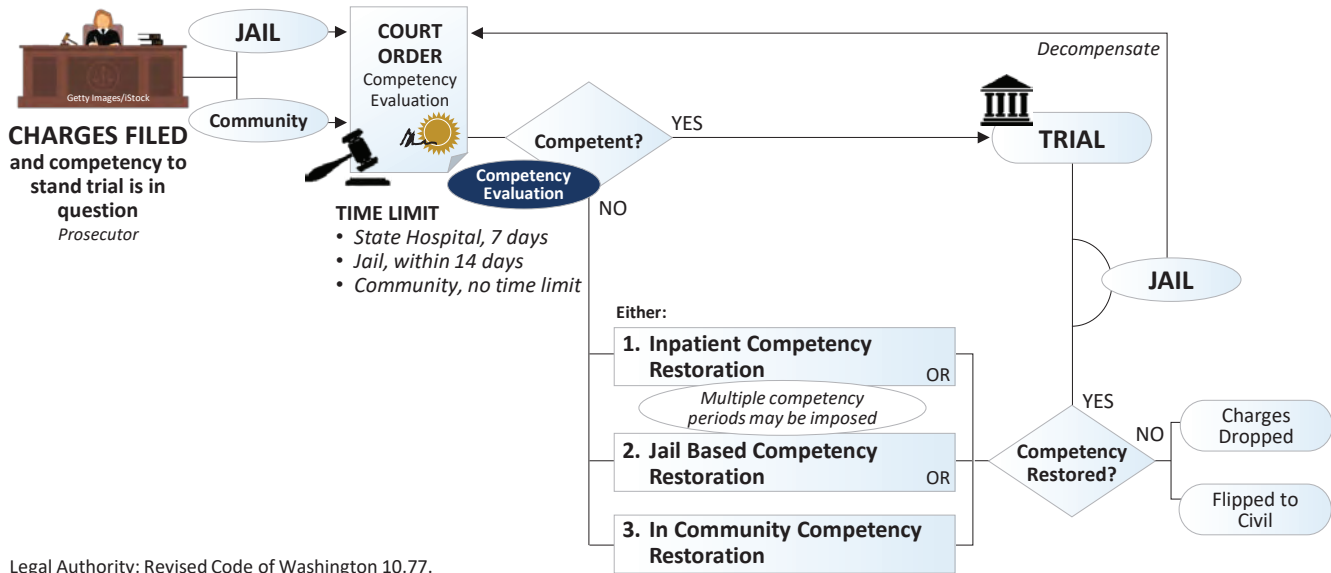 Getty Images/iStock
CHARGES FILED
and competency to
stand trial is in
question
Prosecutor
JAIL
Community
COURT
ORDER
Competency
Evaluation
TIME LIMIT
• State Hospital, 7 days
• Jail, within 14 days
• Community, no time limit
Competent?
Competency
Evaluation
YES
NO
Decompensate
TRIAL
JAIL
Either:
1. Inpatient Competency
Restoration
OR
Multiple competency
periods may be imposed
2. Jail Based Competency
Restoration
OR
3. In Community Competency
Restoration
YES
Competency
Restored?
NO
Charges
Dropped
Flipped to
Civil
Legal Authority: Revised Code of Washington 10.77.